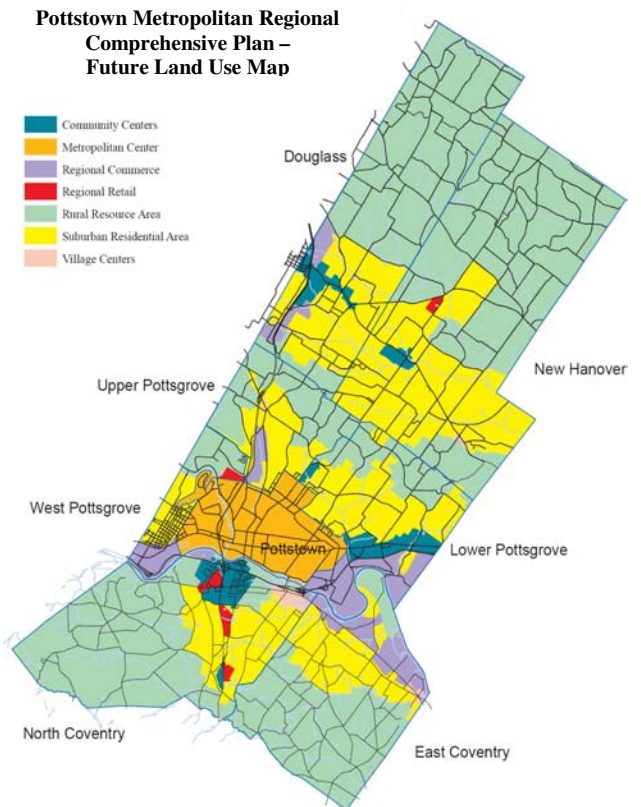 Pottstown Metropolitan Regional
Comprehensive Plan –
Future Land Use Map
Community Centers
Metropolitan Center
Regional Commerce
Regional Retail
Rural Resource Area
Suburban Residential Area
Village Centers
Douglass
New Hanover
Upper Pottsgrove
West Pottsgrove
Pottstown
Lower Pottsgrove
North Coventry
East Coventry